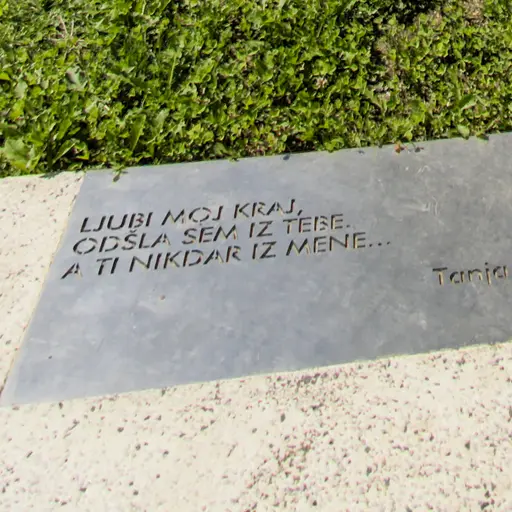 LJUBI MOJ KRAJ,
ODŠLA SEM IZ TEBE.
A TI NIKDAR IZ MENE...
Tanja